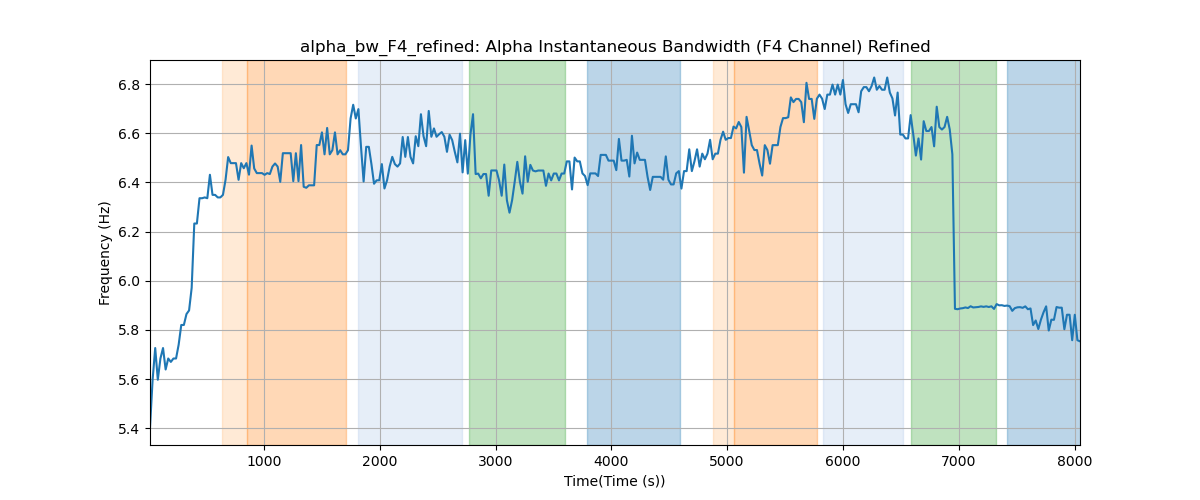 alpha_bw_F4_refined: Alpha Instantaneous Bandwidth (F4 Channel) Refined
Frequency (Hz)
6.8
6.6
6.4
6.2
6.0
5.8
5.6
5.4
1000 2000 3000 4000 5000 6000 7000 8000
Time(Time (s))